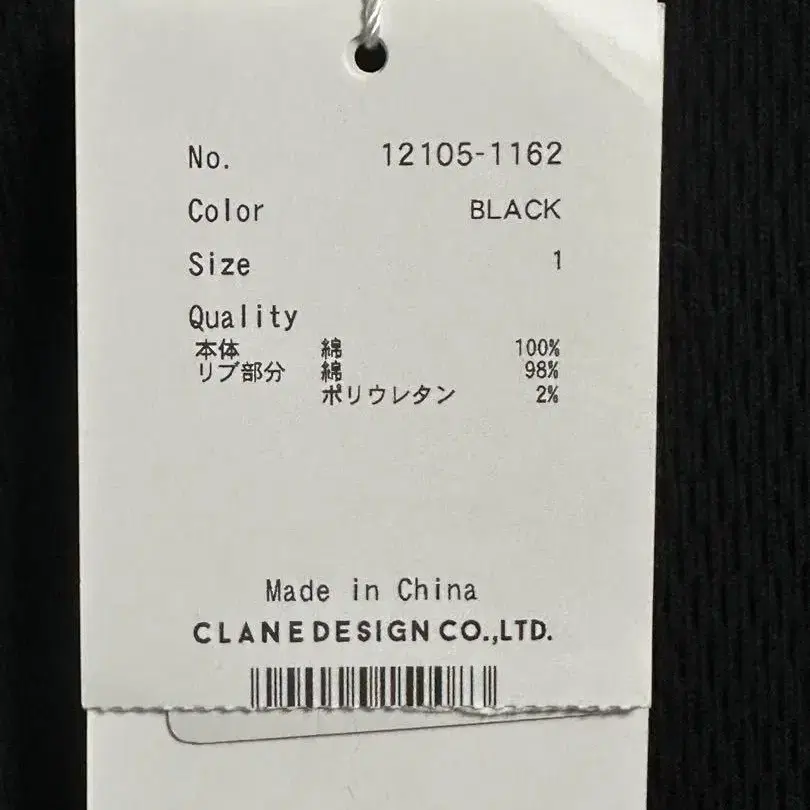 No. 12105-1162
Color BLACK
Size 1
Quality
本体 綿 100%
リブ部分 綿 98%
ポリウレタン 2%
Made in China
CLANEDESIGN CO.,LTD.